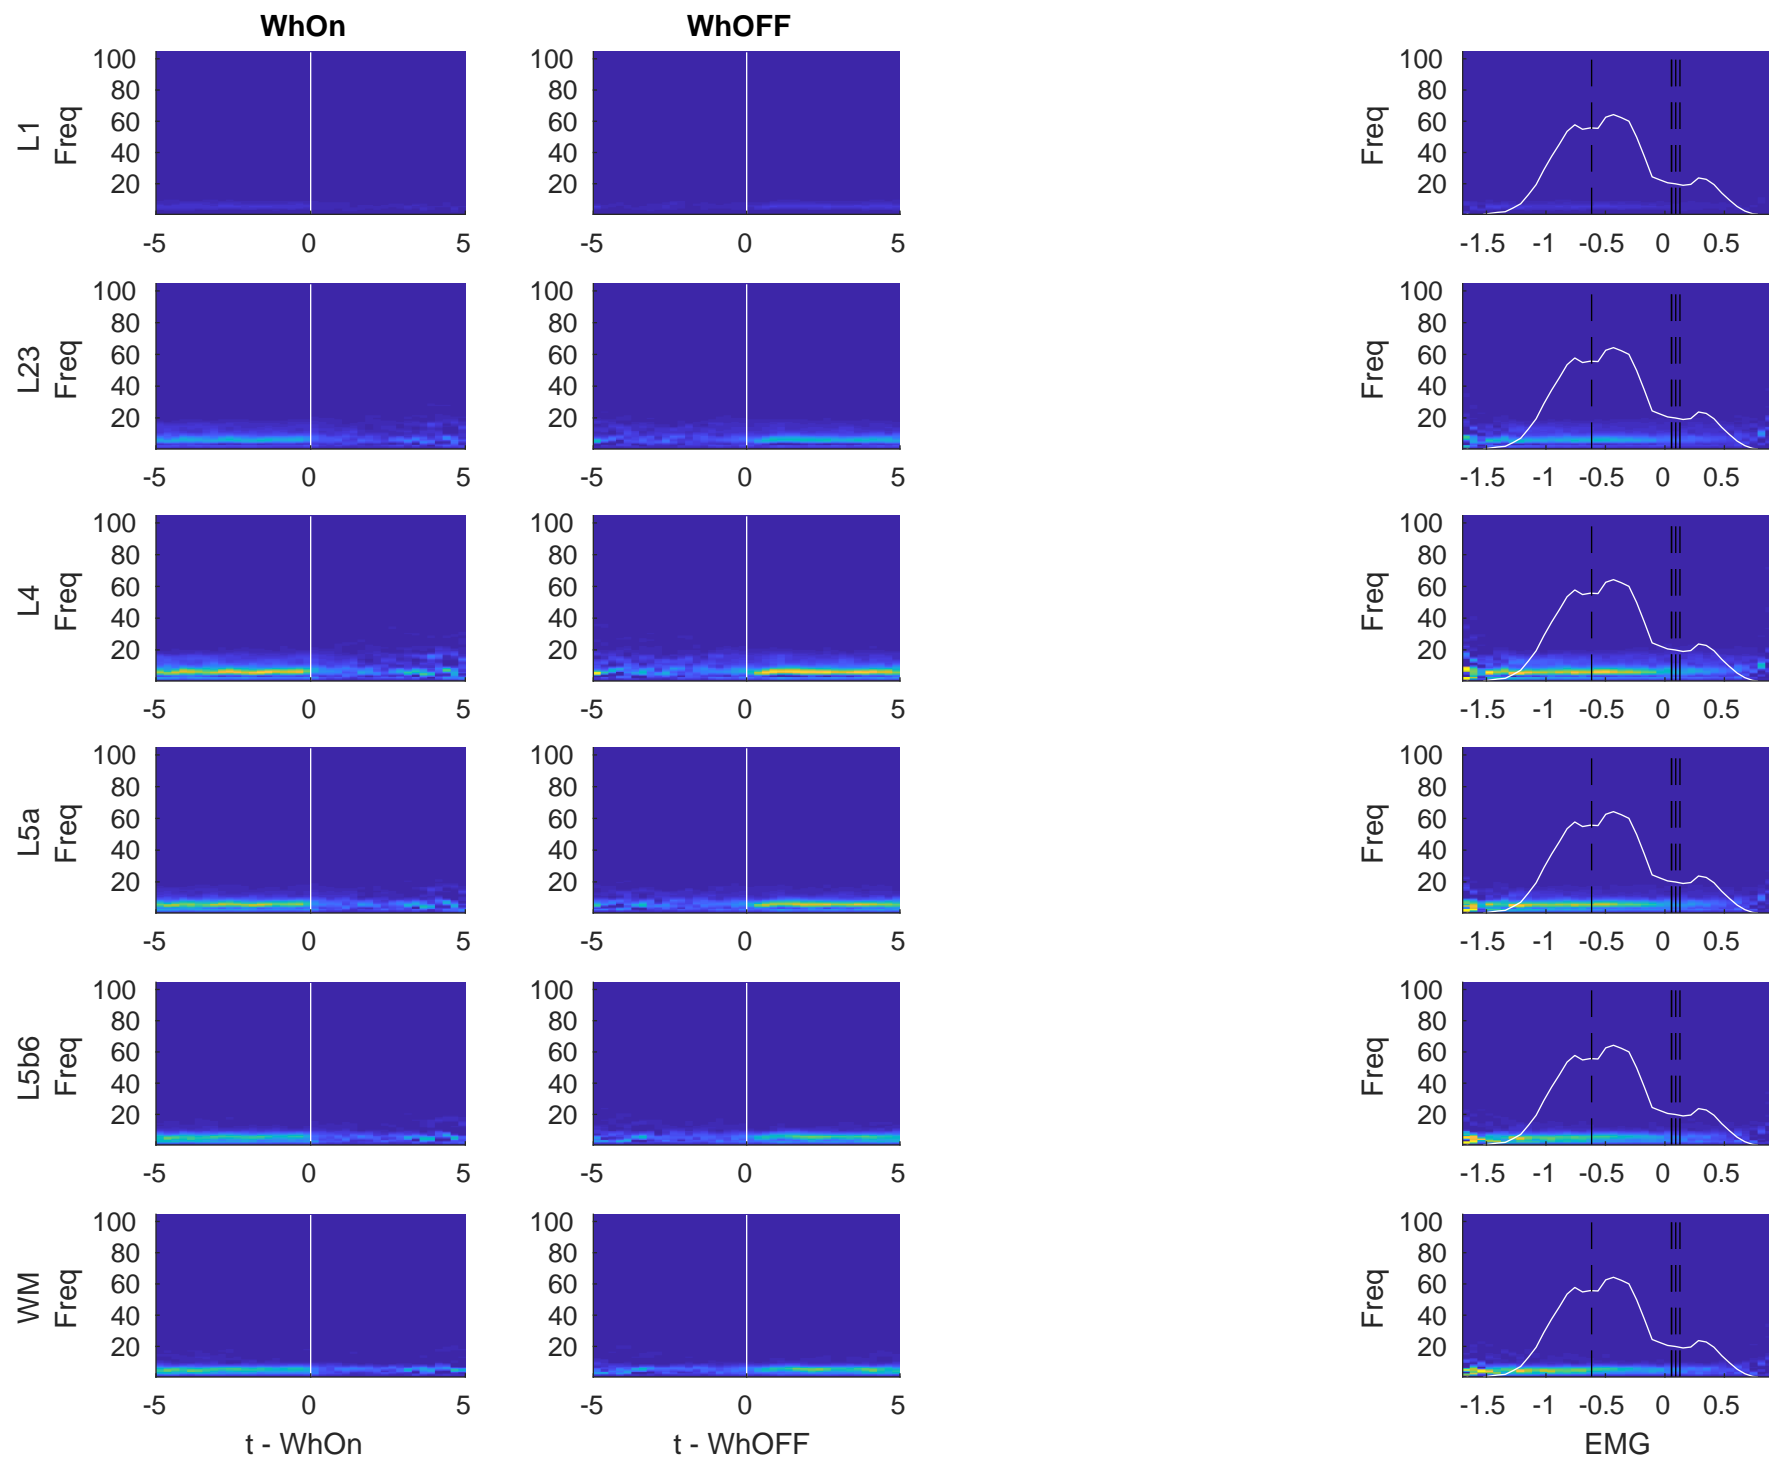 WhOn WhOFF
L1 Freq 100 80 60 40 20 100 80 60 40 20 Freq 100 80 60 40 20
-5 0 5 -5 0 5 -1.5 -1 -0.5 0 0.5
L23 Freq 100 80 60 40 20 100 80 60 40 20 Freq 100 80 60 40 20
-5 0 5 -5 0 5 -1.5 -1 -0.5 0 0.5
L4 Freq 100 80 60 40 20 100 80 60 40 20 Freq 100 80 60 40 20
-5 0 5 -5 0 5 -1.5 -1 -0.5 0 0.5
L5a Freq 100 80 60 40 20 100 80 60 40 20 Freq 100 80 60 40 20
-5 0 5 -5 0 5 -1.5 -1 -0.5 0 0.5
L5b6 Freq 100 80 60 40 20 100 80 60 40 20 Freq 100 80 60 40 20
-5 0 5 -5 0 5 -1.5 -1 -0.5 0 0.5
WM Freq 100 80 60 40 20 100 80 60 40 20 Freq 100 80 60 40 20
-5 0 5 -5 0 5 -1.5 -1 -0.5 0 0.5
t - WhOn t - WhOFF EMG